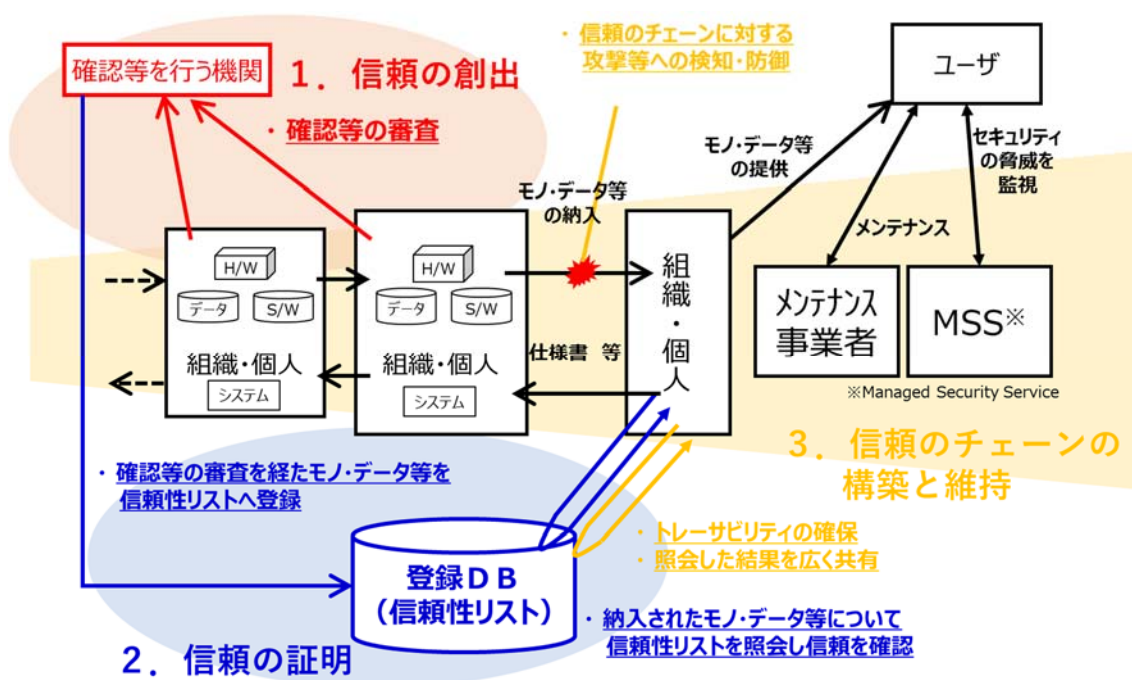 確認等を行う機関
1．信頼の創出
・ 確認等の審査
・ 信頼のチェーンに対する
攻撃等への検知・防御
ユーザ
モノ・データ等
の提供
セキュリティ
の脅威を
監視
メンテナンス
モノ・データ等
の納入
H/W
データ
S/W
組織・個人
システム
H/W
データ
S/W
組織・個人
システム
仕様書 等
組織・個人
メンテナンス
事業者
MSS※
※Managed Security Service
3．信頼のチェーンの
構築と維持
・ 確認等の審査を経たモノ・データ等を
信頼性リストへ登録
・ トレーサビリティの確保
・ 照会した結果を広く共有
登録ＤＢ
（信頼性リスト）
・ 納入されたモノ・データ等について
信頼性リストを照会し信頼を確認
2．信頼の証明